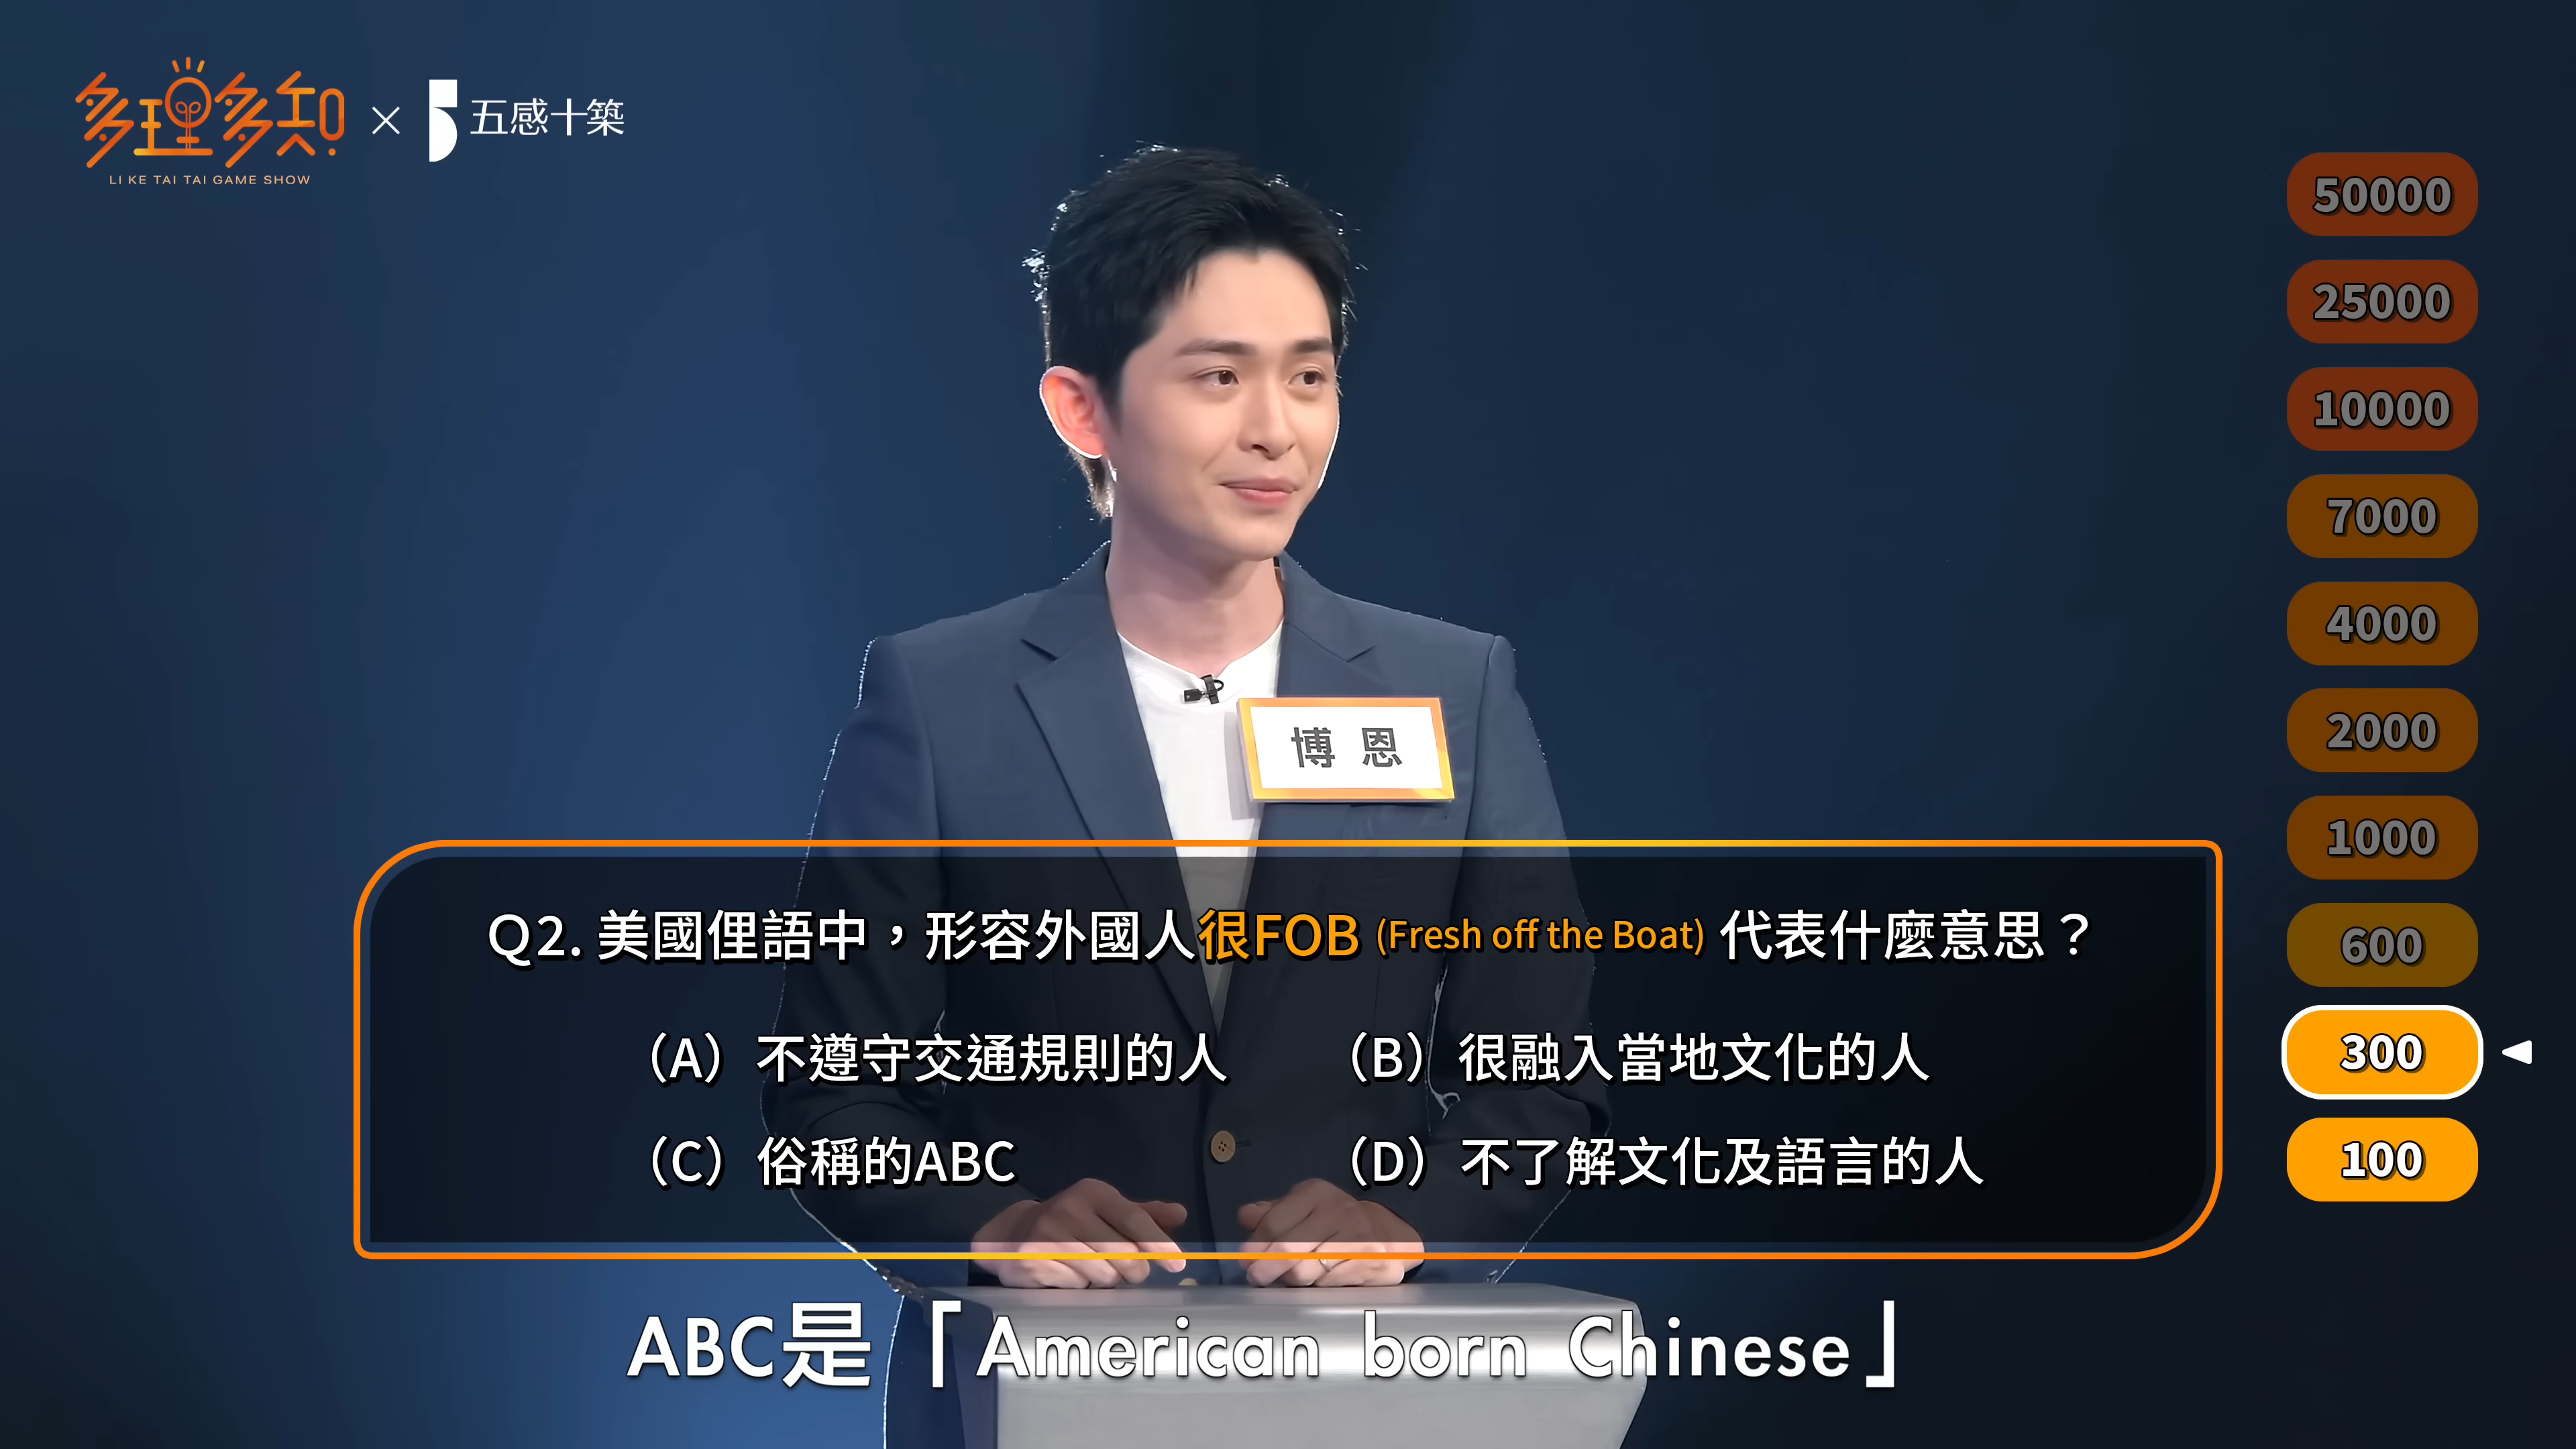 多理多知
LI KE TAI TAI GAME SHOW
× 5 五感十築
50000
25000
10000
7000
4000
2000
1000
600
300
100
博恩
Q2. 美國俚語中，形容外國人很FOB (Fresh off the Boat) 代表什麼意思？
（A）不遵守交通規則的人
（B）很融入當地文化的人
（C）俗稱的ABC
（D）不了解文化及語言的人
ABC是「American born Chinese」